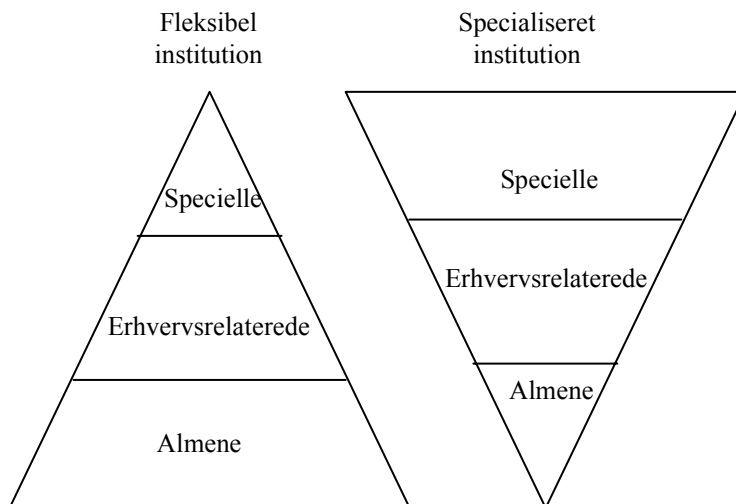 Fleksibel
institution
Specielle
Erhvervsrelaterede
Almene
Specialiseret
institution
Specielle
Erhvervsrelaterede
Almene